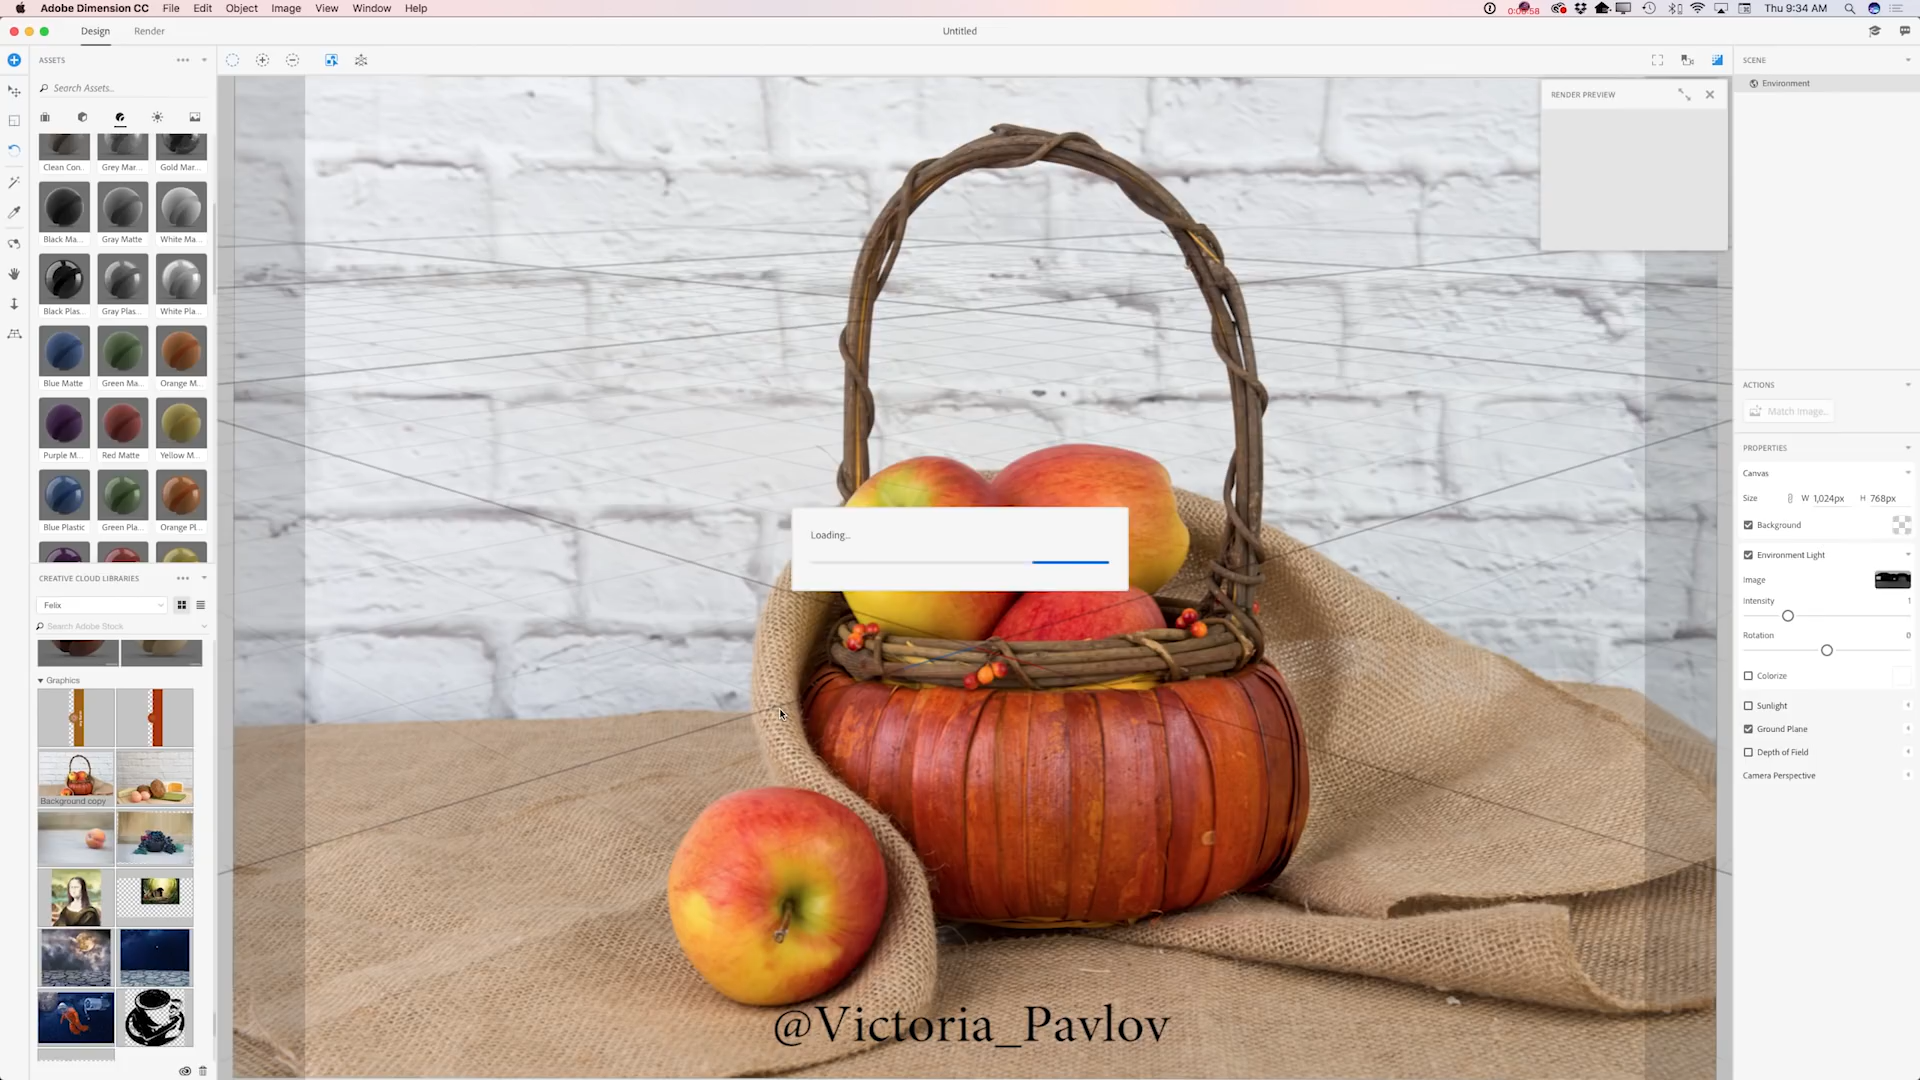 Adobe Dimension CC File Edit Object Image View Window Help
0:00:58
Thu 9:34 AM
Design Render
Untitled
ASSETS
Search Assets...
Clean Con... Grey Mar... Gold Mar...
Black Ma... Gray Matte White Ma...
Black Plas... Gray Plas... White Pla...
Blue Matte Green Ma... Orange M...
Purple M... Red Matte Yellow M...
Blue Plastic Green Pla... Orange Pl...
CREATIVE CLOUD LIBRARIES
Felix
Search Adobe Stock
Graphics
Background copy
Loading...
@Victoria_Pavlov
RENDER PREVIEW
SCENE
Environment
ACTIONS
Match Image...
PROPERTIES
Canvas
Size W 1,024px H 768px
Background
Environment Light
Image
Intensity 1
Rotation 0
Colorize
Sunlight
Ground Plane
Depth of Field
Camera Perspective